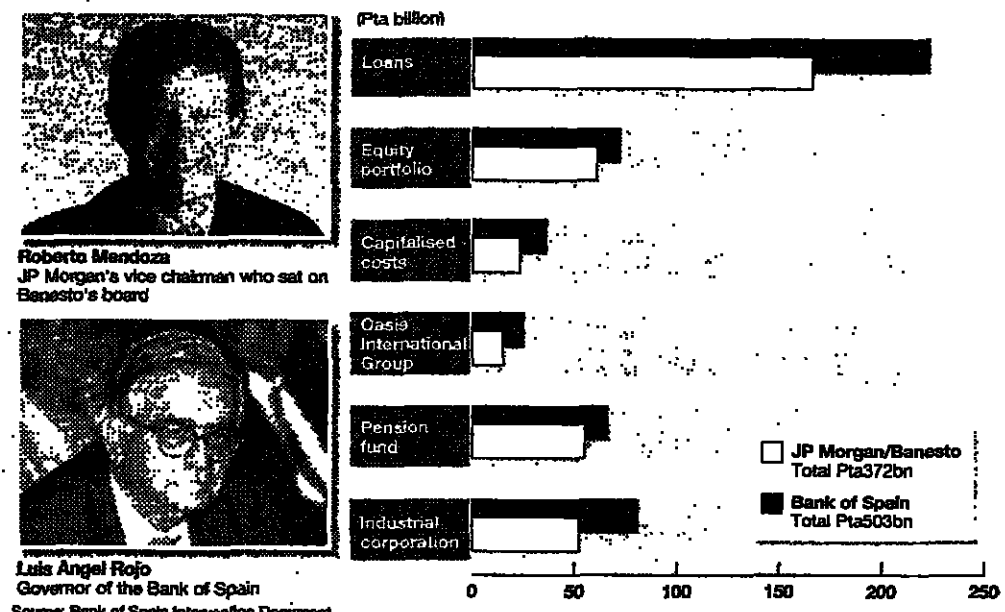 (Pta billion)
Loans
Equity
portfolio
Capitalised
costs
Oasis
International
Group
Pension
fund
Industrial
corporation
JP Morgan/Banesto
Total Pta372bn
Bank of Spain
Total Pta503bn
0 50 100 150 200 250
Roberto Mendoza
JP Morgan's vice chairman who sat on
Banesto's board
Luis Angel Rojo
Governor of the Bank of Spain
Source: Bank of Spain